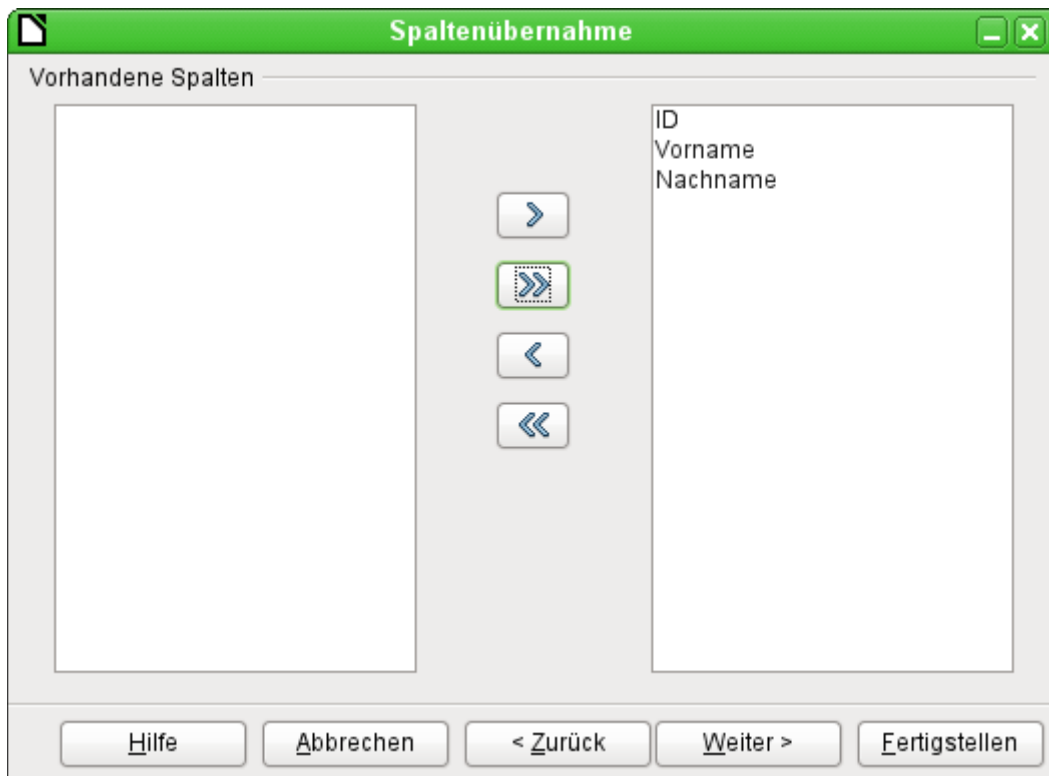 Spaltenübernahme
Vorhandene Spalten
ID
Vorname
Nachname
>
>>
<
<<
Hilfe
Abbrechen
< Zurück
Weiter >
Fertigstellen